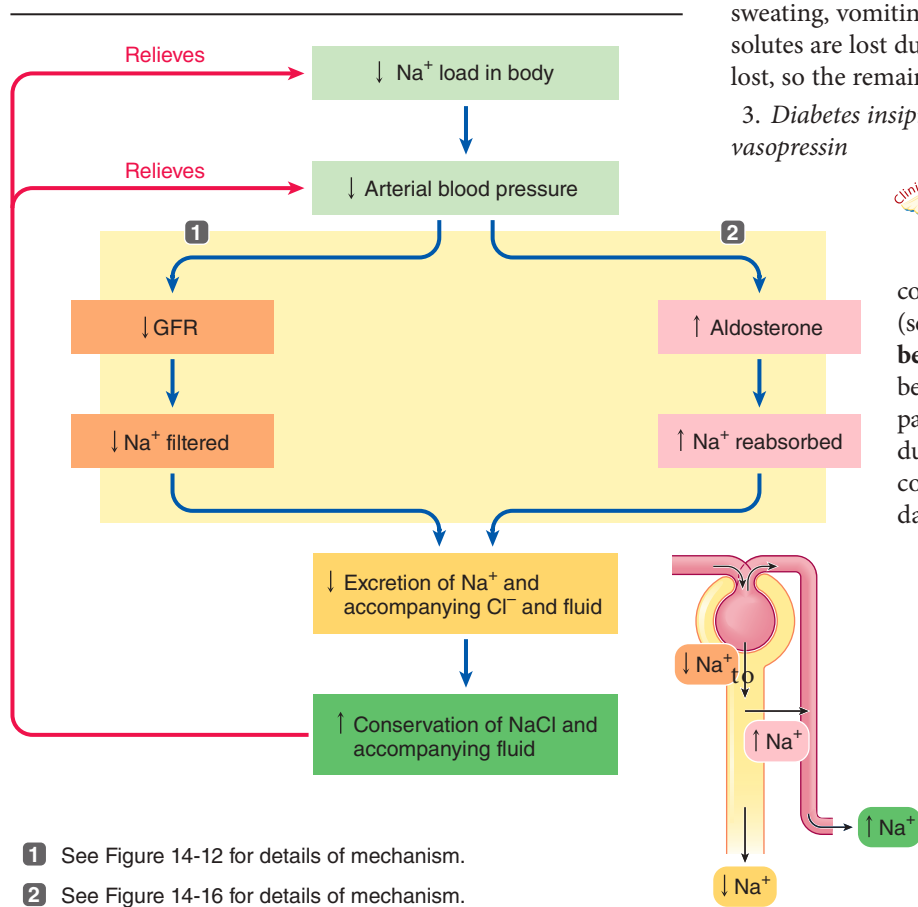 Relieves
↓ Na⁺ load in body
Relieves
↓ Arterial blood pressure
1
2
↓ GFR
↑ Aldosterone
↓ Na⁺ filtered
↑ Na⁺ reabsorbed
↓ Excretion of Na⁺ and
accompanying Cl⁻ and fluid
↑ Conservation of NaCl and
accompanying fluid
↓ Na⁺
to
↑ Na⁺
↑ Na⁺
↓ Na⁺
1 See Figure 14-12 for details of mechanism.
2 See Figure 14-16 for details of mechanism.
sweating, vomitin
solutes are lost du
lost, so the remain
3. Diabetes insip
vasopressin
Clini
co
(se
be
be
pa
du
co
da